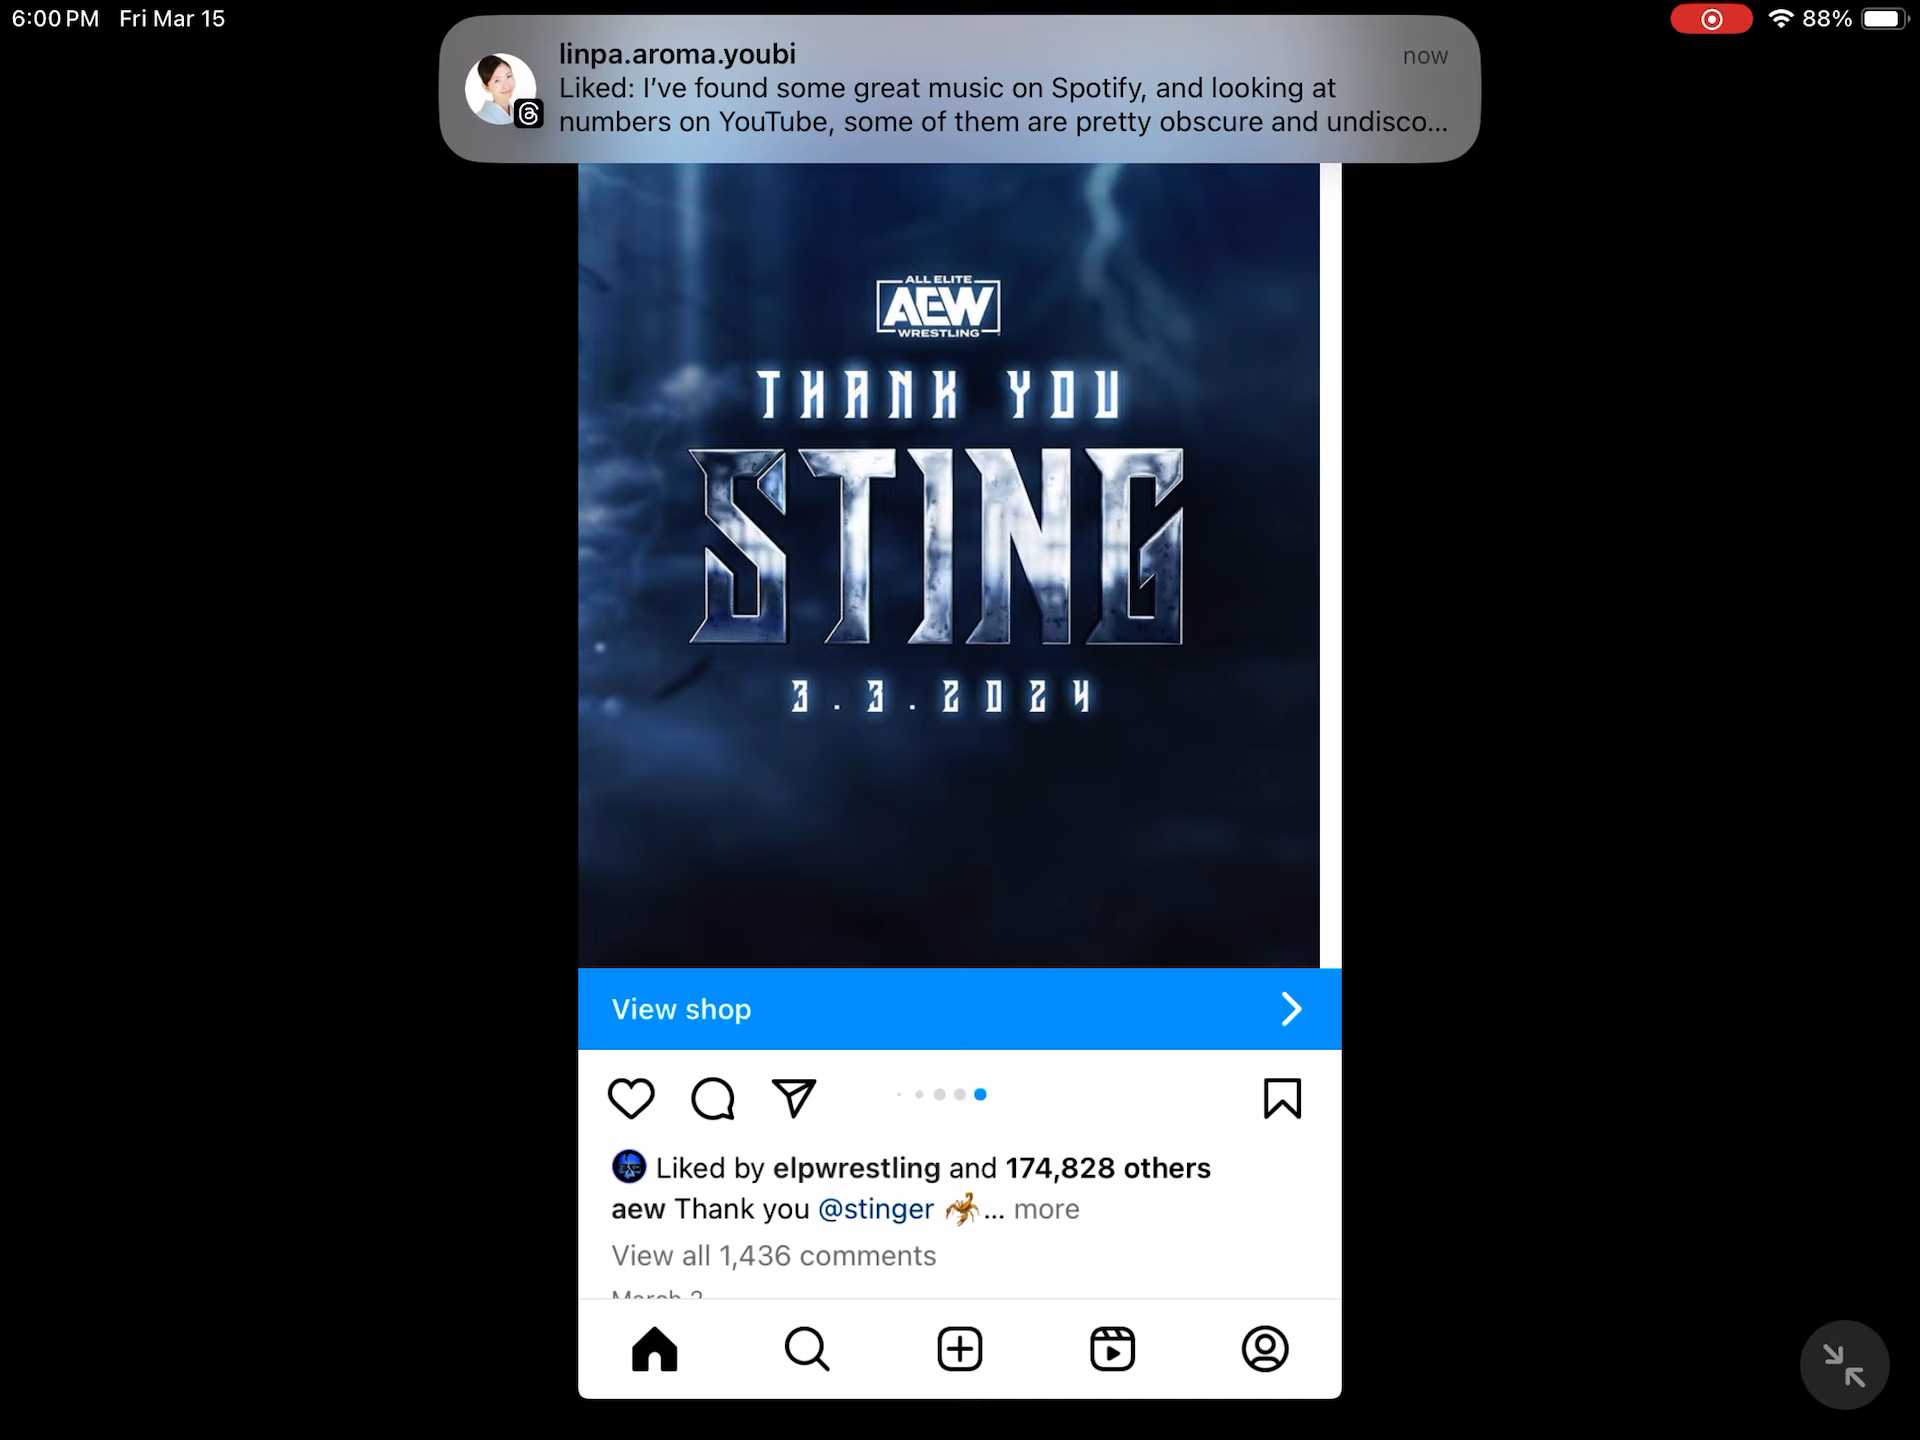 6:00 PM Fri Mar 15
88%
linpa.aroma.youbi
now
Liked: I've found some great music on Spotify, and looking at
numbers on YouTube, some of them are pretty obscure and undisco...
ALL ELITE
AEW
WRESTLING
THANK YOU
STING
3.3.2024
View shop
Liked by elpwrestling and 174,828 others
aew Thank you @stinger 🦂... more
View all 1,436 comments